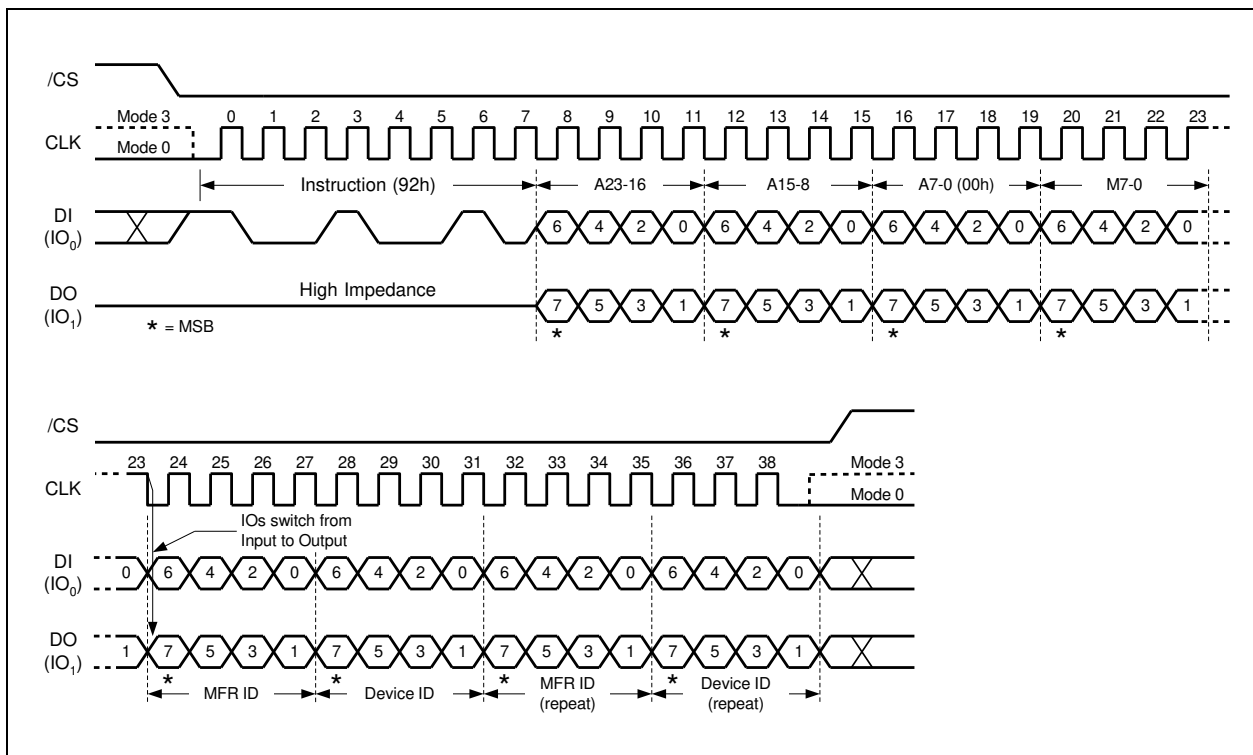 /CS
Mode 3 0 1 2 3 4 5 6 7 8 9 10 11 12 13 14 15 16 17 18 19 20 21 22 23
CLK
Mode 0
Instruction (92h) A23-16 A15-8 A7-0 (00h) M7-0
DI
(IO0) 6 4 2 0 6 4 2 0 6 4 2 0 6 4 2 0
High Impedance
DO
(IO1) 7 5 3 1 7 5 3 1 7 5 3 1 7 5 3 1
* = MSB * * * *
/CS
23 24 25 26 27 28 29 30 31 32 33 34 35 36 37 38 Mode 3
CLK
Mode 0
IOs switch from
Input to Output
DI
(IO0) 0 6 4 2 0 6 4 2 0 6 4 2 0 6 4 2 0
DO
(IO1) 1 7 5 3 1 7 5 3 1 7 5 3 1 7 5 3 1
* * * *
MFR ID Device ID MFR ID
(repeat) Device ID
(repeat)